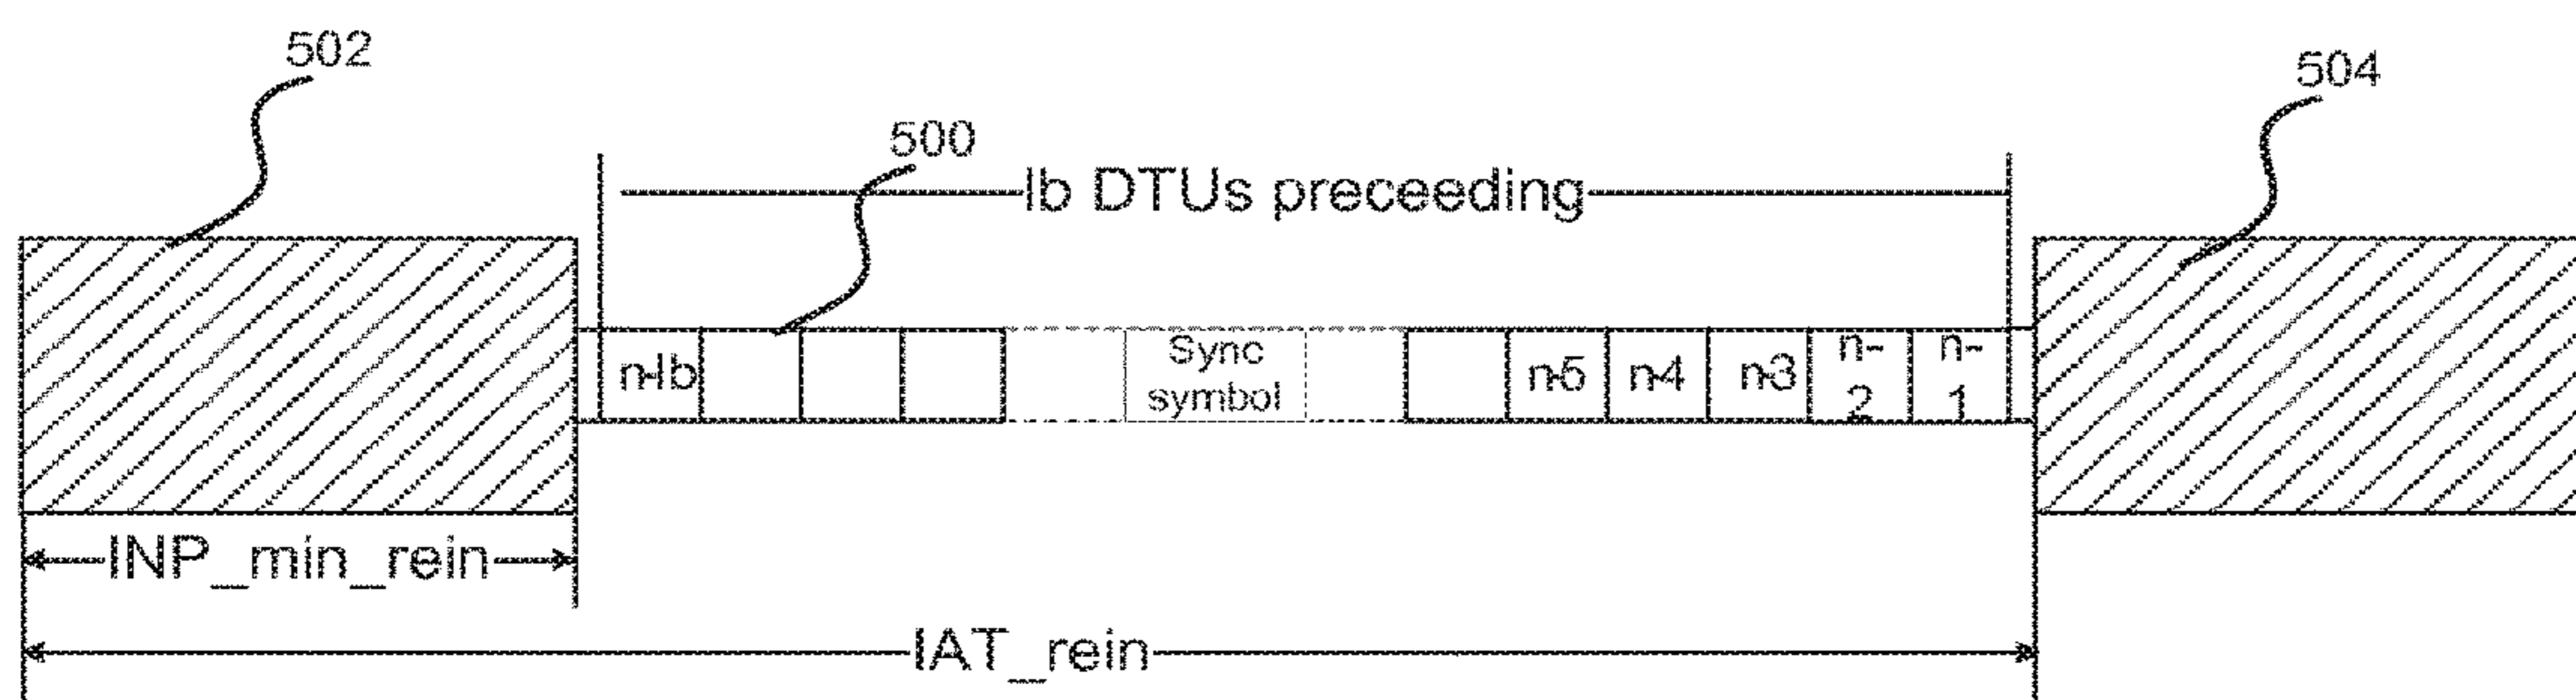 502
504
500
lb DTUs preceeding
n-lb
Sync
symbol
n-5
n-4
n-3
n-
2
n-
1
INP_min_rein
IAT_rein